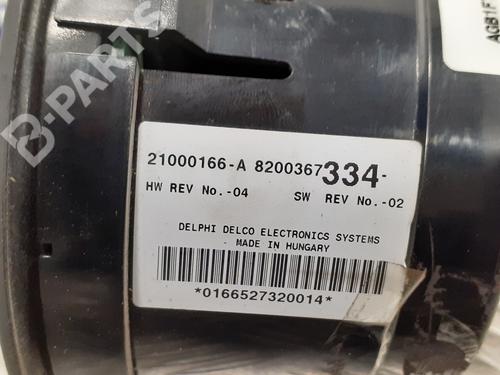 B-PARTS
AG81F
21000166-A 8200367334-
HW REV No.-04 SW REV No.-02
DELPHI DELCO ELECTRONICS SYSTEMS
MADE IN HUNGARY
*0166527320014*